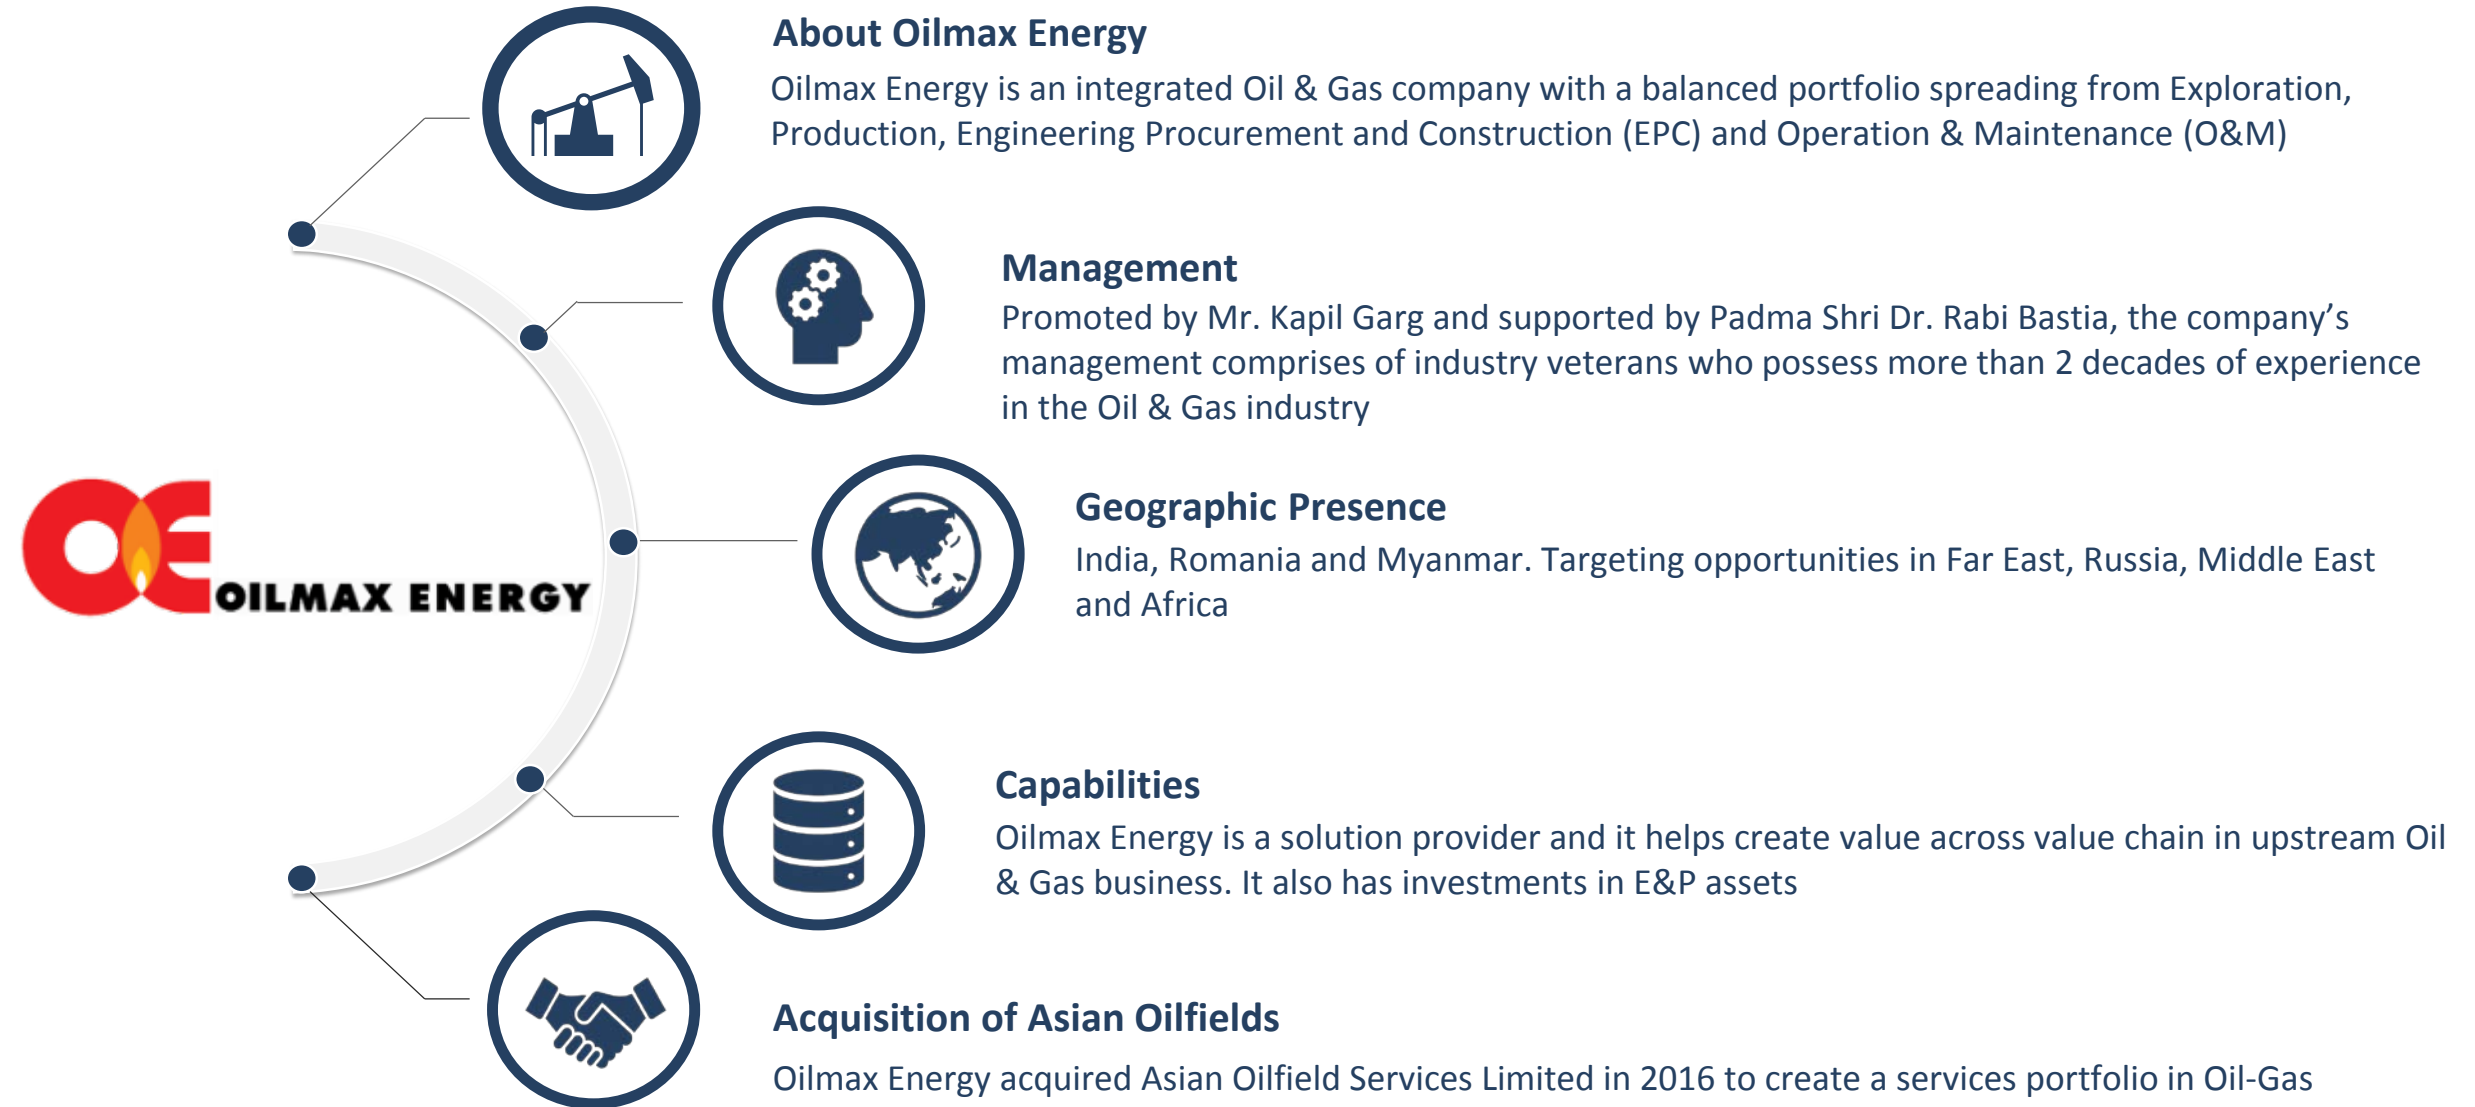 About Oilmax Energy
Oilmax Energy is an integrated Oil & Gas company with a balanced portfolio spreading from Exploration,
Production, Engineering Procurement and Construction (EPC) and Operation & Maintenance (O&M)
Management
Promoted by Mr. Kapil Garg and supported by Padma Shri Dr. Rabi Bastia, the company’s
management comprises of industry veterans who possess more than 2 decades of experience
in the Oil & Gas industry
OE
OILMAX ENERGY
Geographic Presence
India, Romania and Myanmar. Targeting opportunities in Far East, Russia, Middle East
and Africa
Capabilities
Oilmax Energy is a solution provider and it helps create value across value chain in upstream Oil
& Gas business. It also has investments in E&P assets
Acquisition of Asian Oilfields
Oilmax Energy acquired Asian Oilfield Services Limited in 2016 to create a services portfolio in Oil-Gas